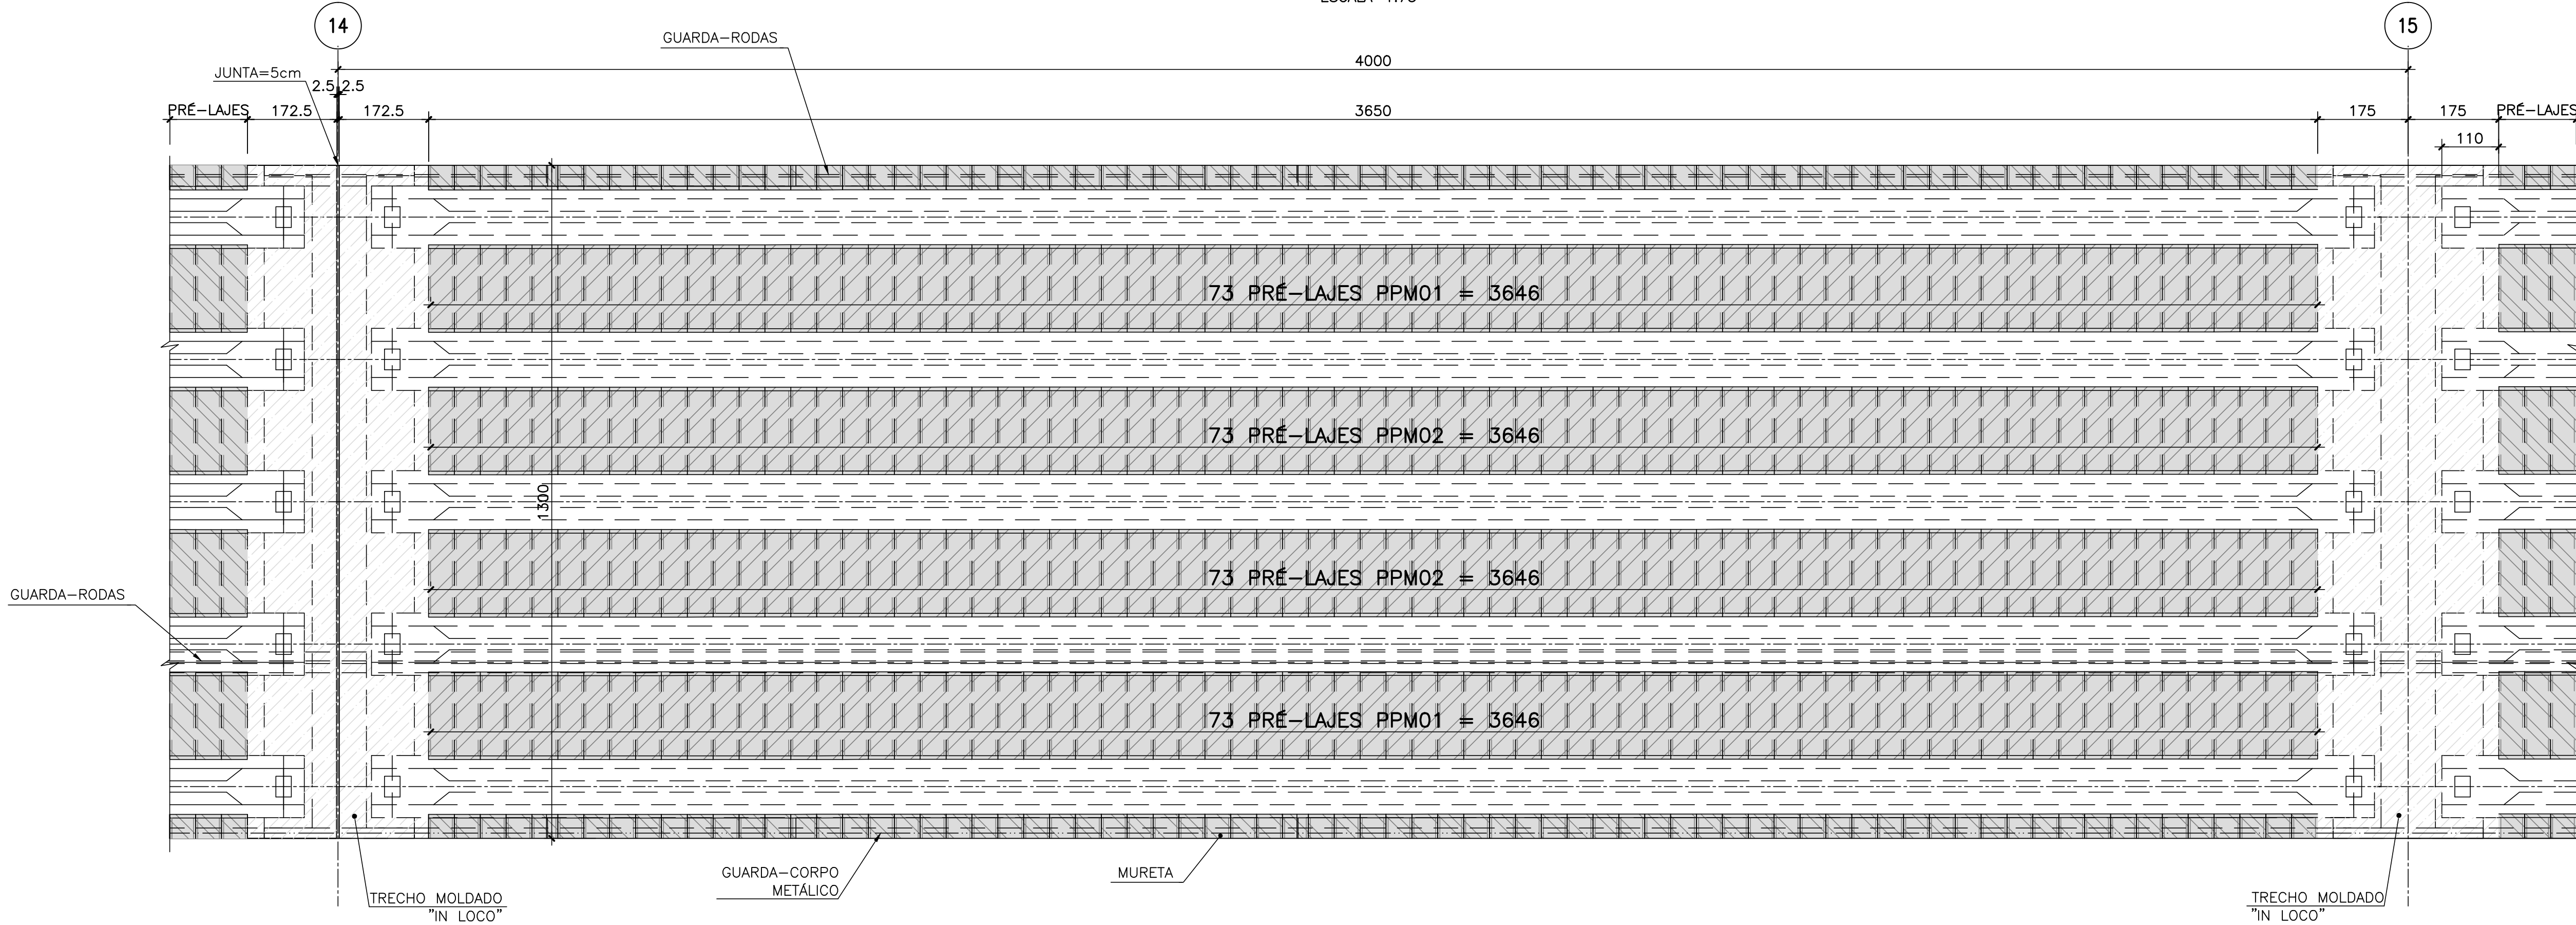 14
15
GUARDA-RODAS
4000
JUNTA=5cm
2.5 2.5
PRÉ-LAJES 172.5 172.5 3650 175 175 PRÉ-LAJES
110
73 PRÉ-LAJES PPM01 = 3646
73 PRÉ-LAJES PPM02 = 3646
1300
73 PRÉ-LAJES PPM02 = 3646
GUARDA-RODAS
73 PRÉ-LAJES PPM01 = 3646
GUARDA-CORPO
METÁLICO
MURETA
TRECHO MOLDADO
"IN LOCO"
TRECHO MOLDADO
"IN LOCO"